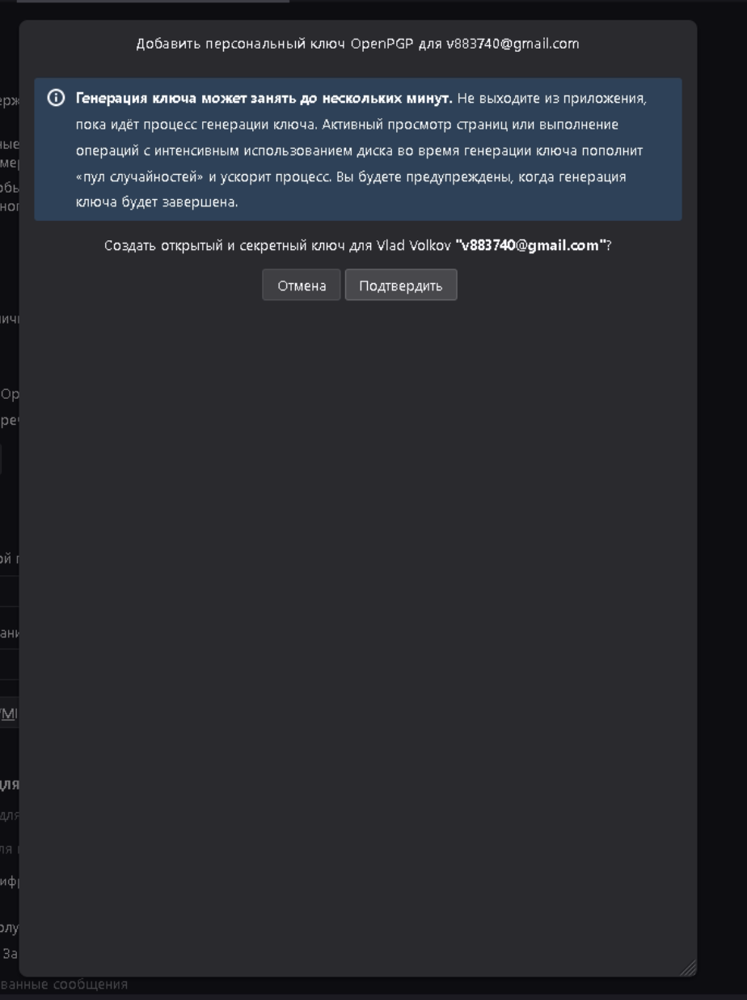 Добавить персональный ключ OpenPGP для v883740@gmail.com
Генерация ключа может занять до нескольких минут. Не выходите из приложения,
пока идёт процесс генерации ключа. Активный просмотр страниц или выполнение
операций с интенсивным использованием диска во время генерации ключа пополнит
«пул случайностей» и ускорит процесс. Вы будете предупреждены, когда генерация
ключа будет завершена.
Создать открытый и секретный ключ для Vlad Volkov "v883740@gmail.com"?
Отмена Подтвердить
для
За
ванные сообщения